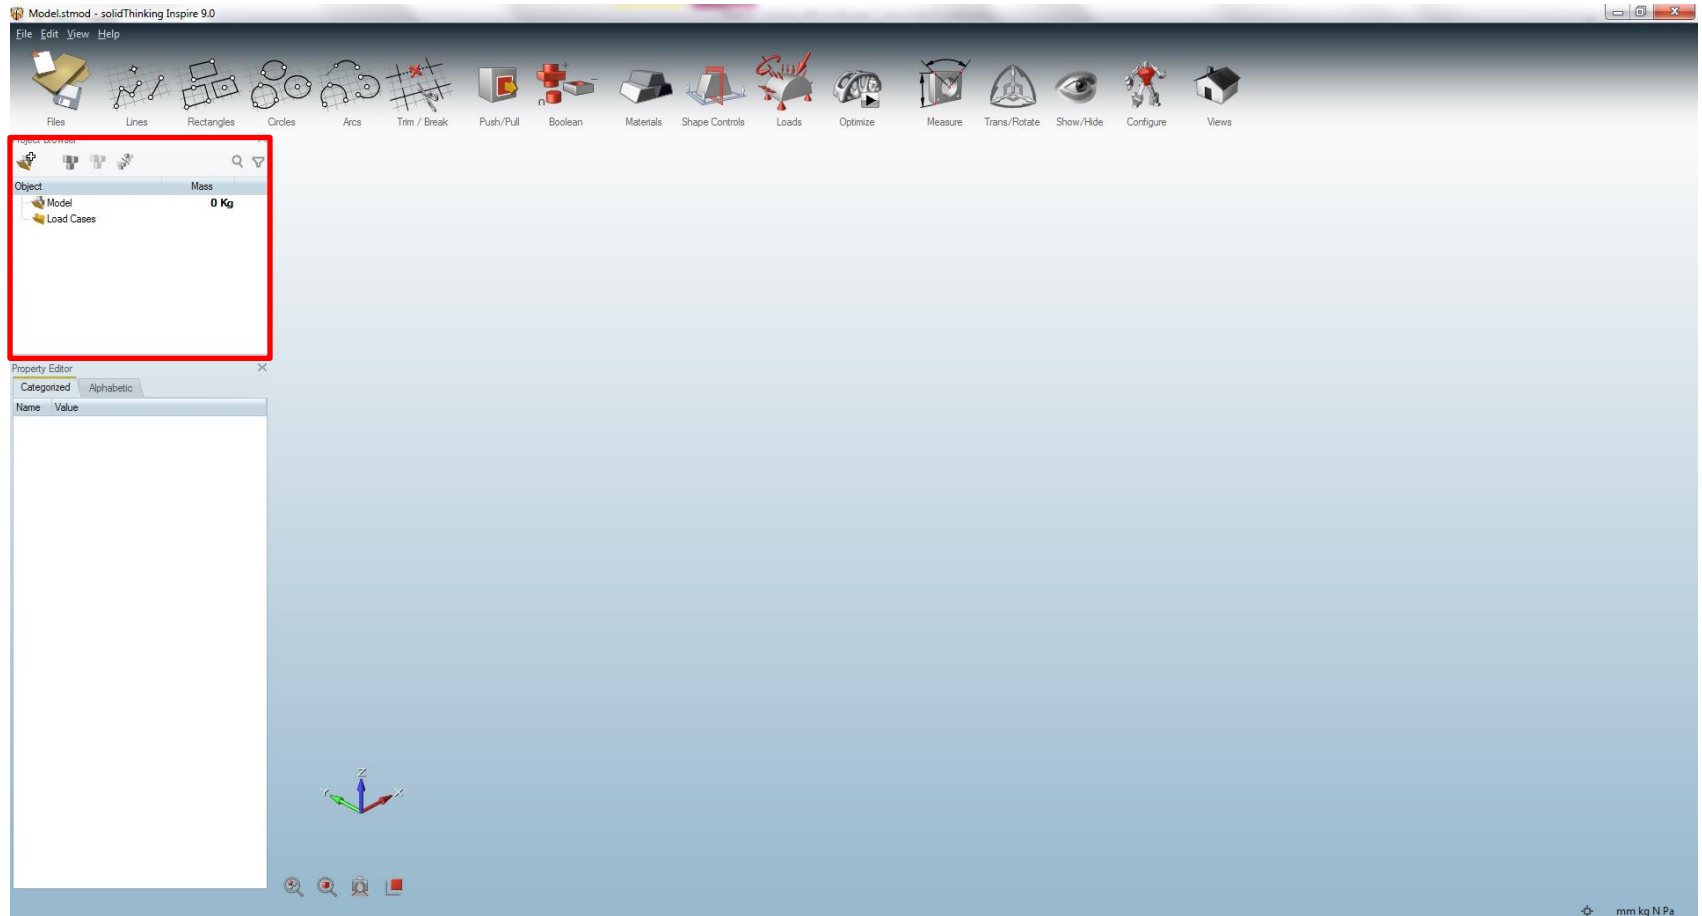 Model.stmod - solidThinking Inspire 9.0
File Edit View Help
Files Lines Rectangles Circles Arcs Trim / Break Push/Pull Boolean Materials Shape Controls Loads Optimize Measure Trans/Rotate Show/Hide Configure Views
Project Browser
Object Mass
Model 0 Kg
Load Cases
Property Editor
Categorized Alphabetic
Name Value
Z
Y X
mm kg N Pa